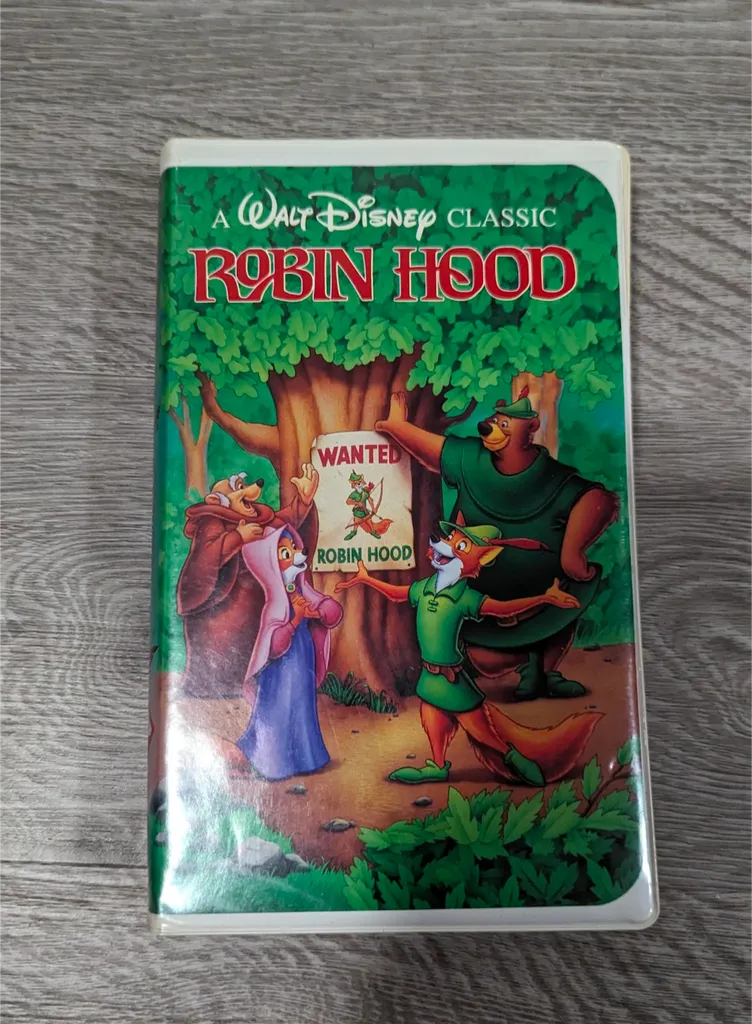 A WALT DISNEY CLASSIC
ROBIN HOOD
WANTED
ROBIN HOOD